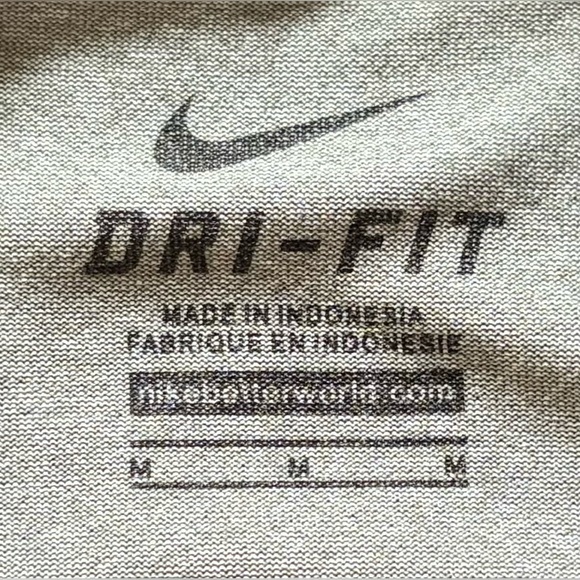 DRI-FIT
MADE IN INDONESIA
FABRIQUE EN INDONESIE
nikebetterworld.com
M M M